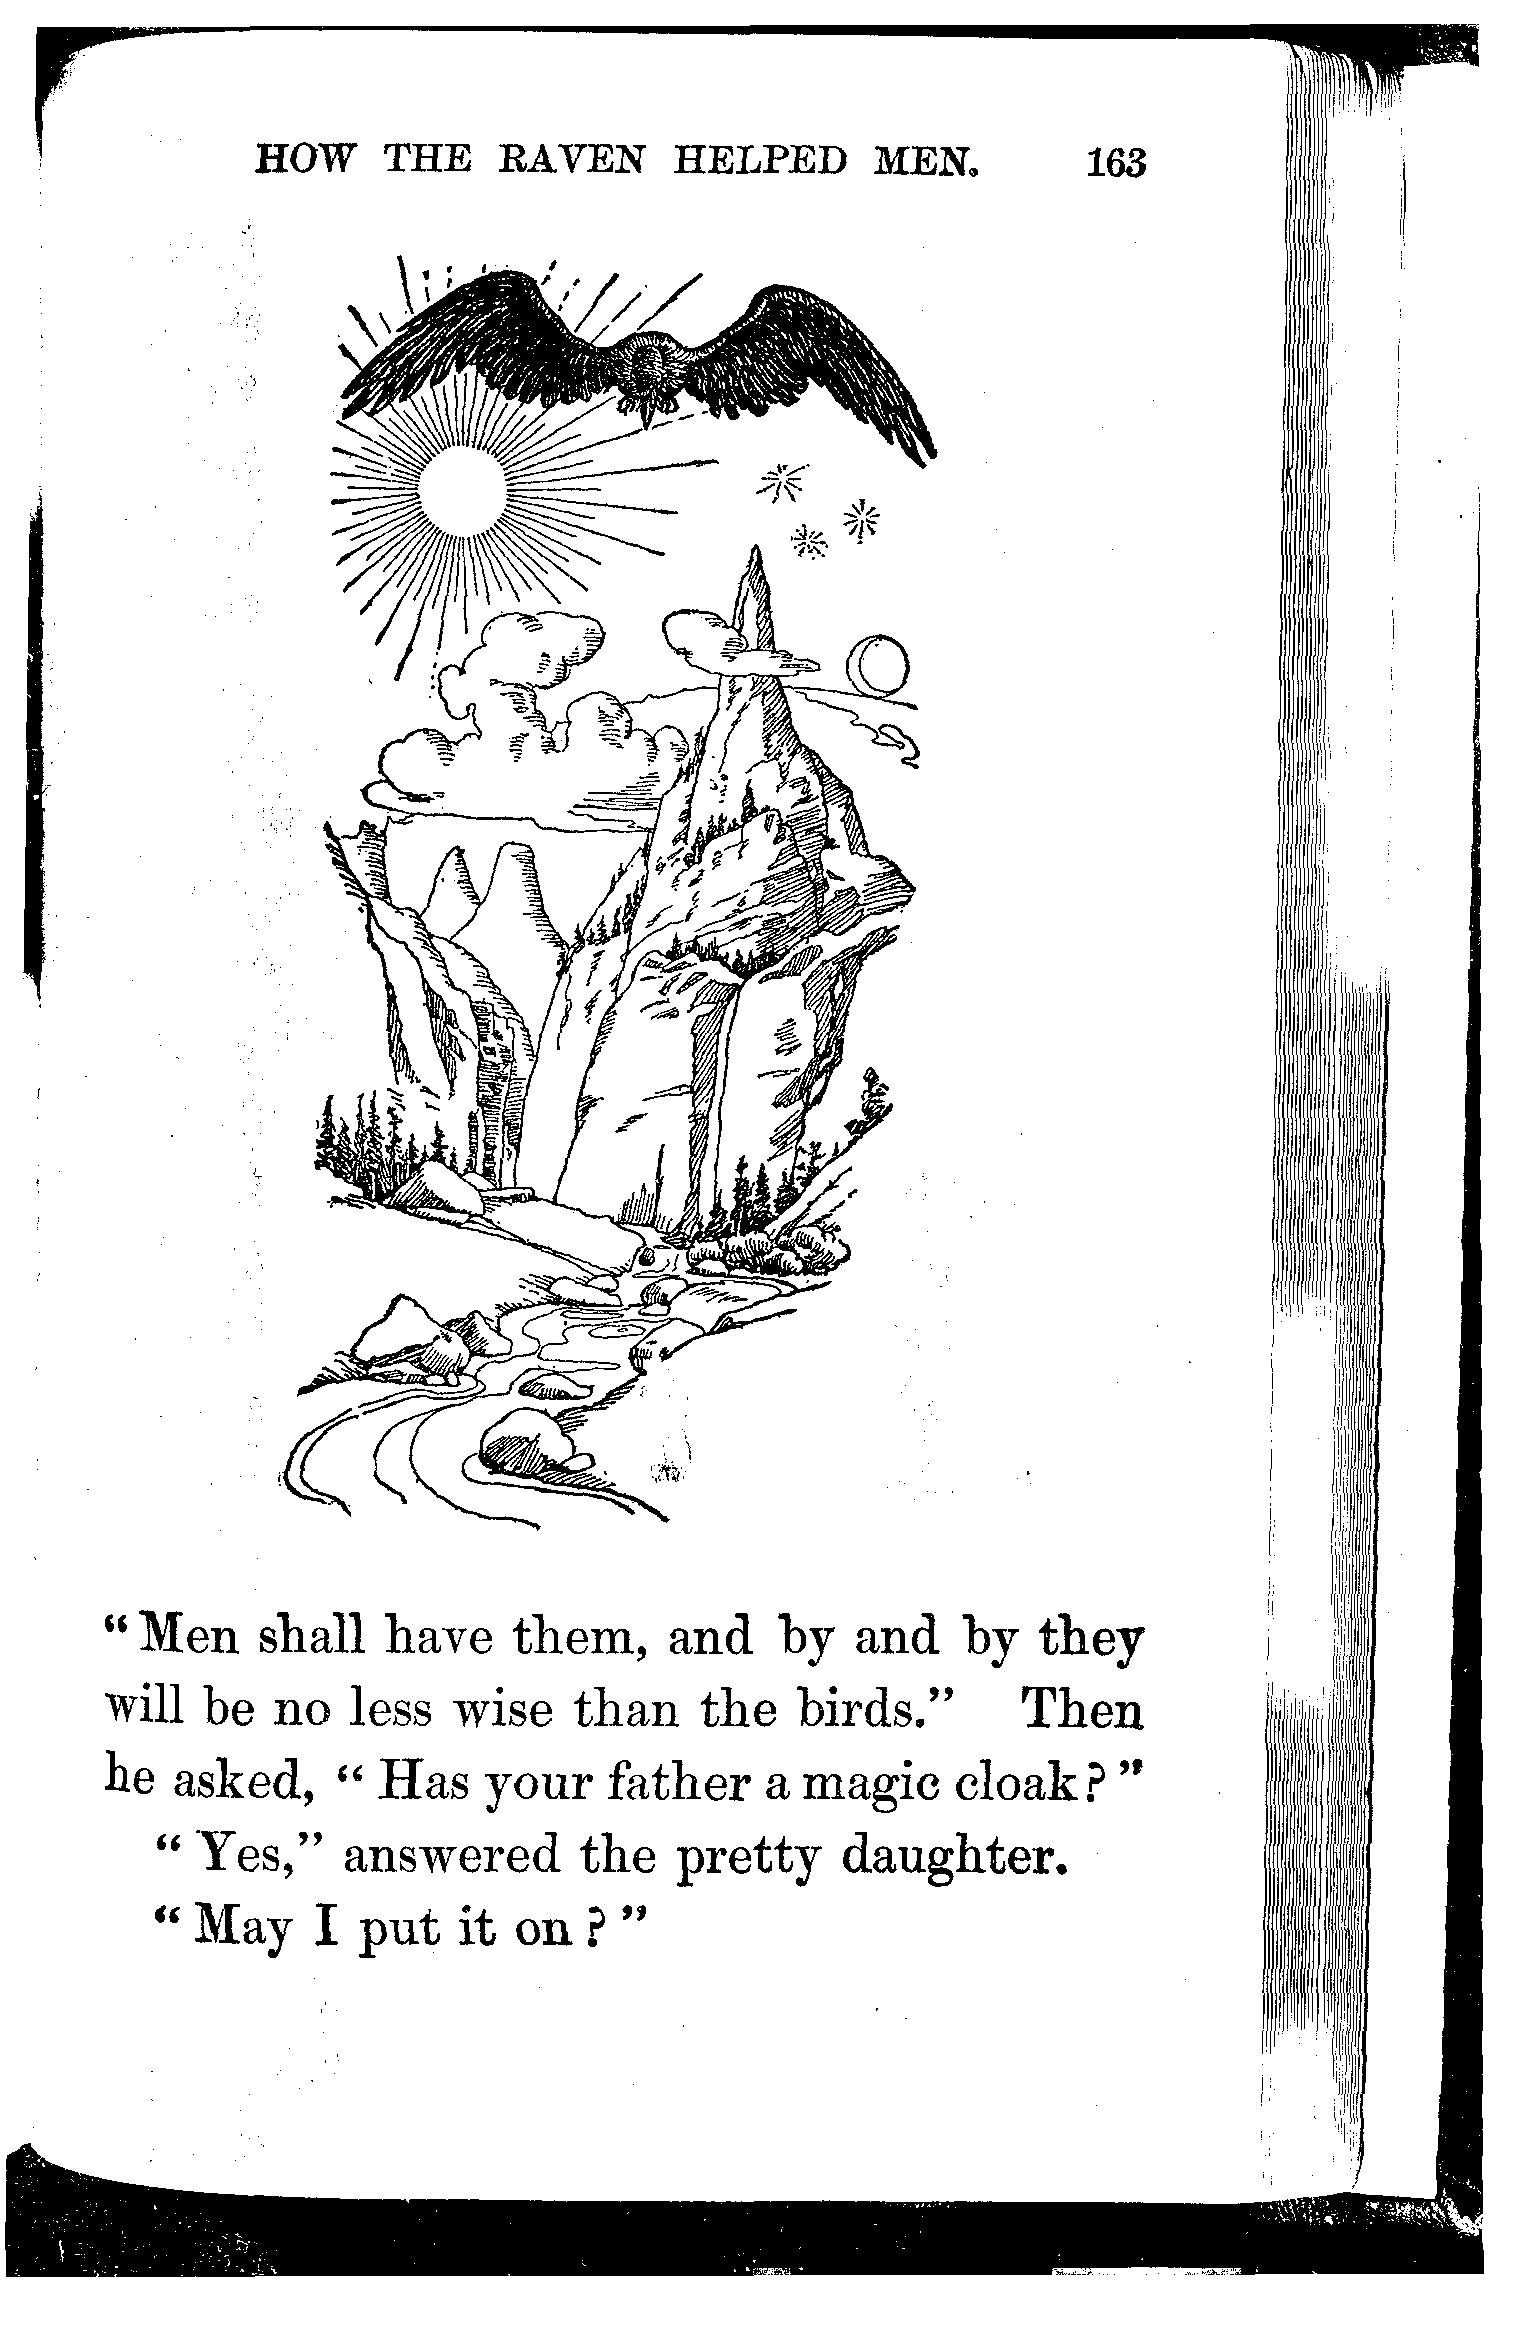 HOW THE RAVEN HELPED MEN. 163
“Men shall have them, and by and by they
will be no less wise than the birds.” Then
he asked, “Has your father a magic cloak?”
“Yes,” answered the pretty daughter.
“May I put it on?”